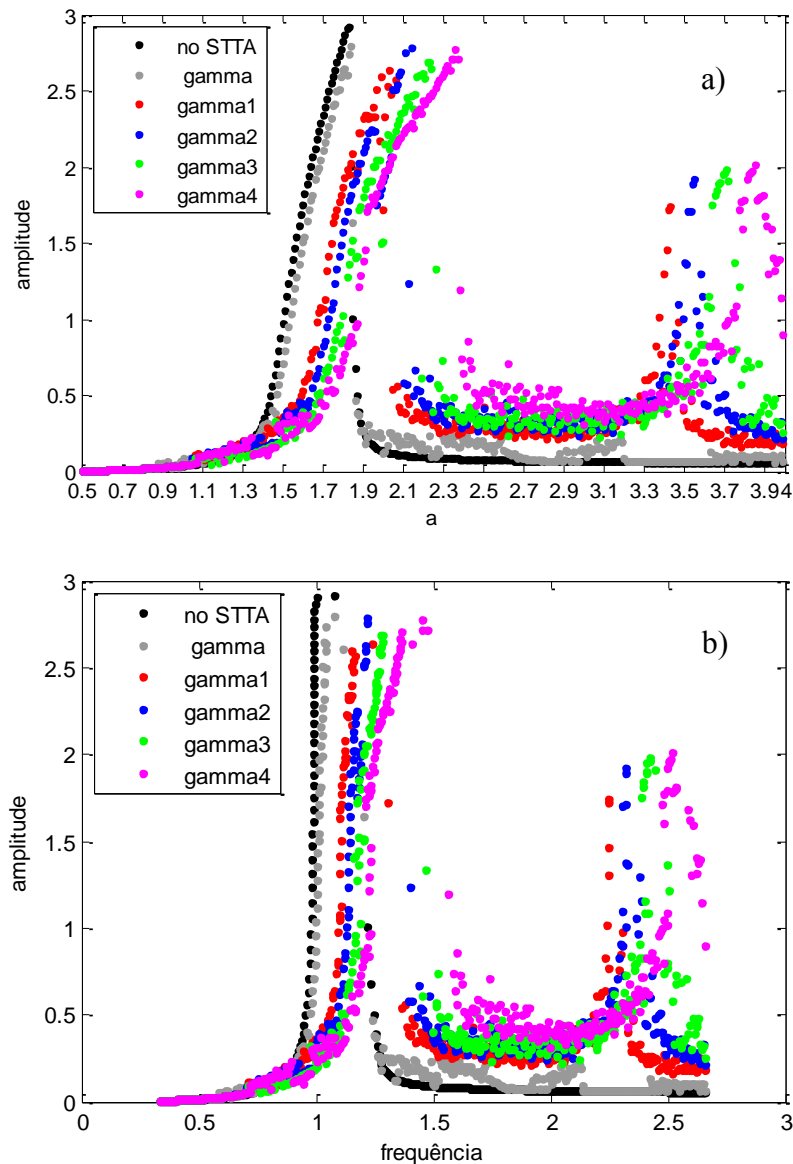 3
2.5
2
1.5
1
0.5
0
amplitude
no STTA
gamma
gamma1
gamma2
gamma3
gamma4
a)
0.5 0.7 0.9 1.1 1.3 1.5 1.7 1.9 2.1 2.3 2.5 2.7 2.9 3.1 3.3 3.5 3.7 3.94
a
3
2.5
2
1.5
1
0.5
0
amplitude
no STTA
gamma
gamma1
gamma2
gamma3
gamma4
b)
0 0.5 1 1.5 2 2.5 3
frequência